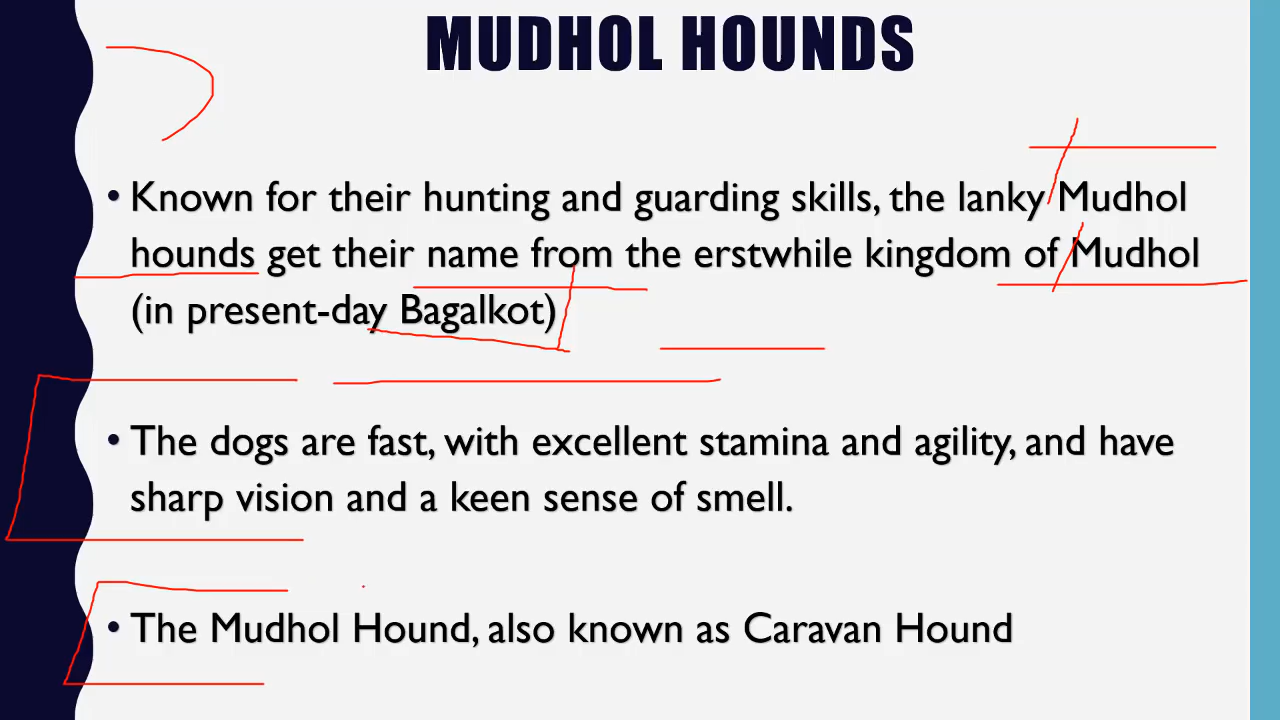 MUDHOL HOUNDS
• Known for their hunting and guarding skills, the lanky Mudhol
hounds get their name from the erstwhile kingdom of Mudhol
(in present-day Bagalkot)
• The dogs are fast, with excellent stamina and agility, and have
sharp vision and a keen sense of smell.
• The Mudhol Hound, also known as Caravan Hound